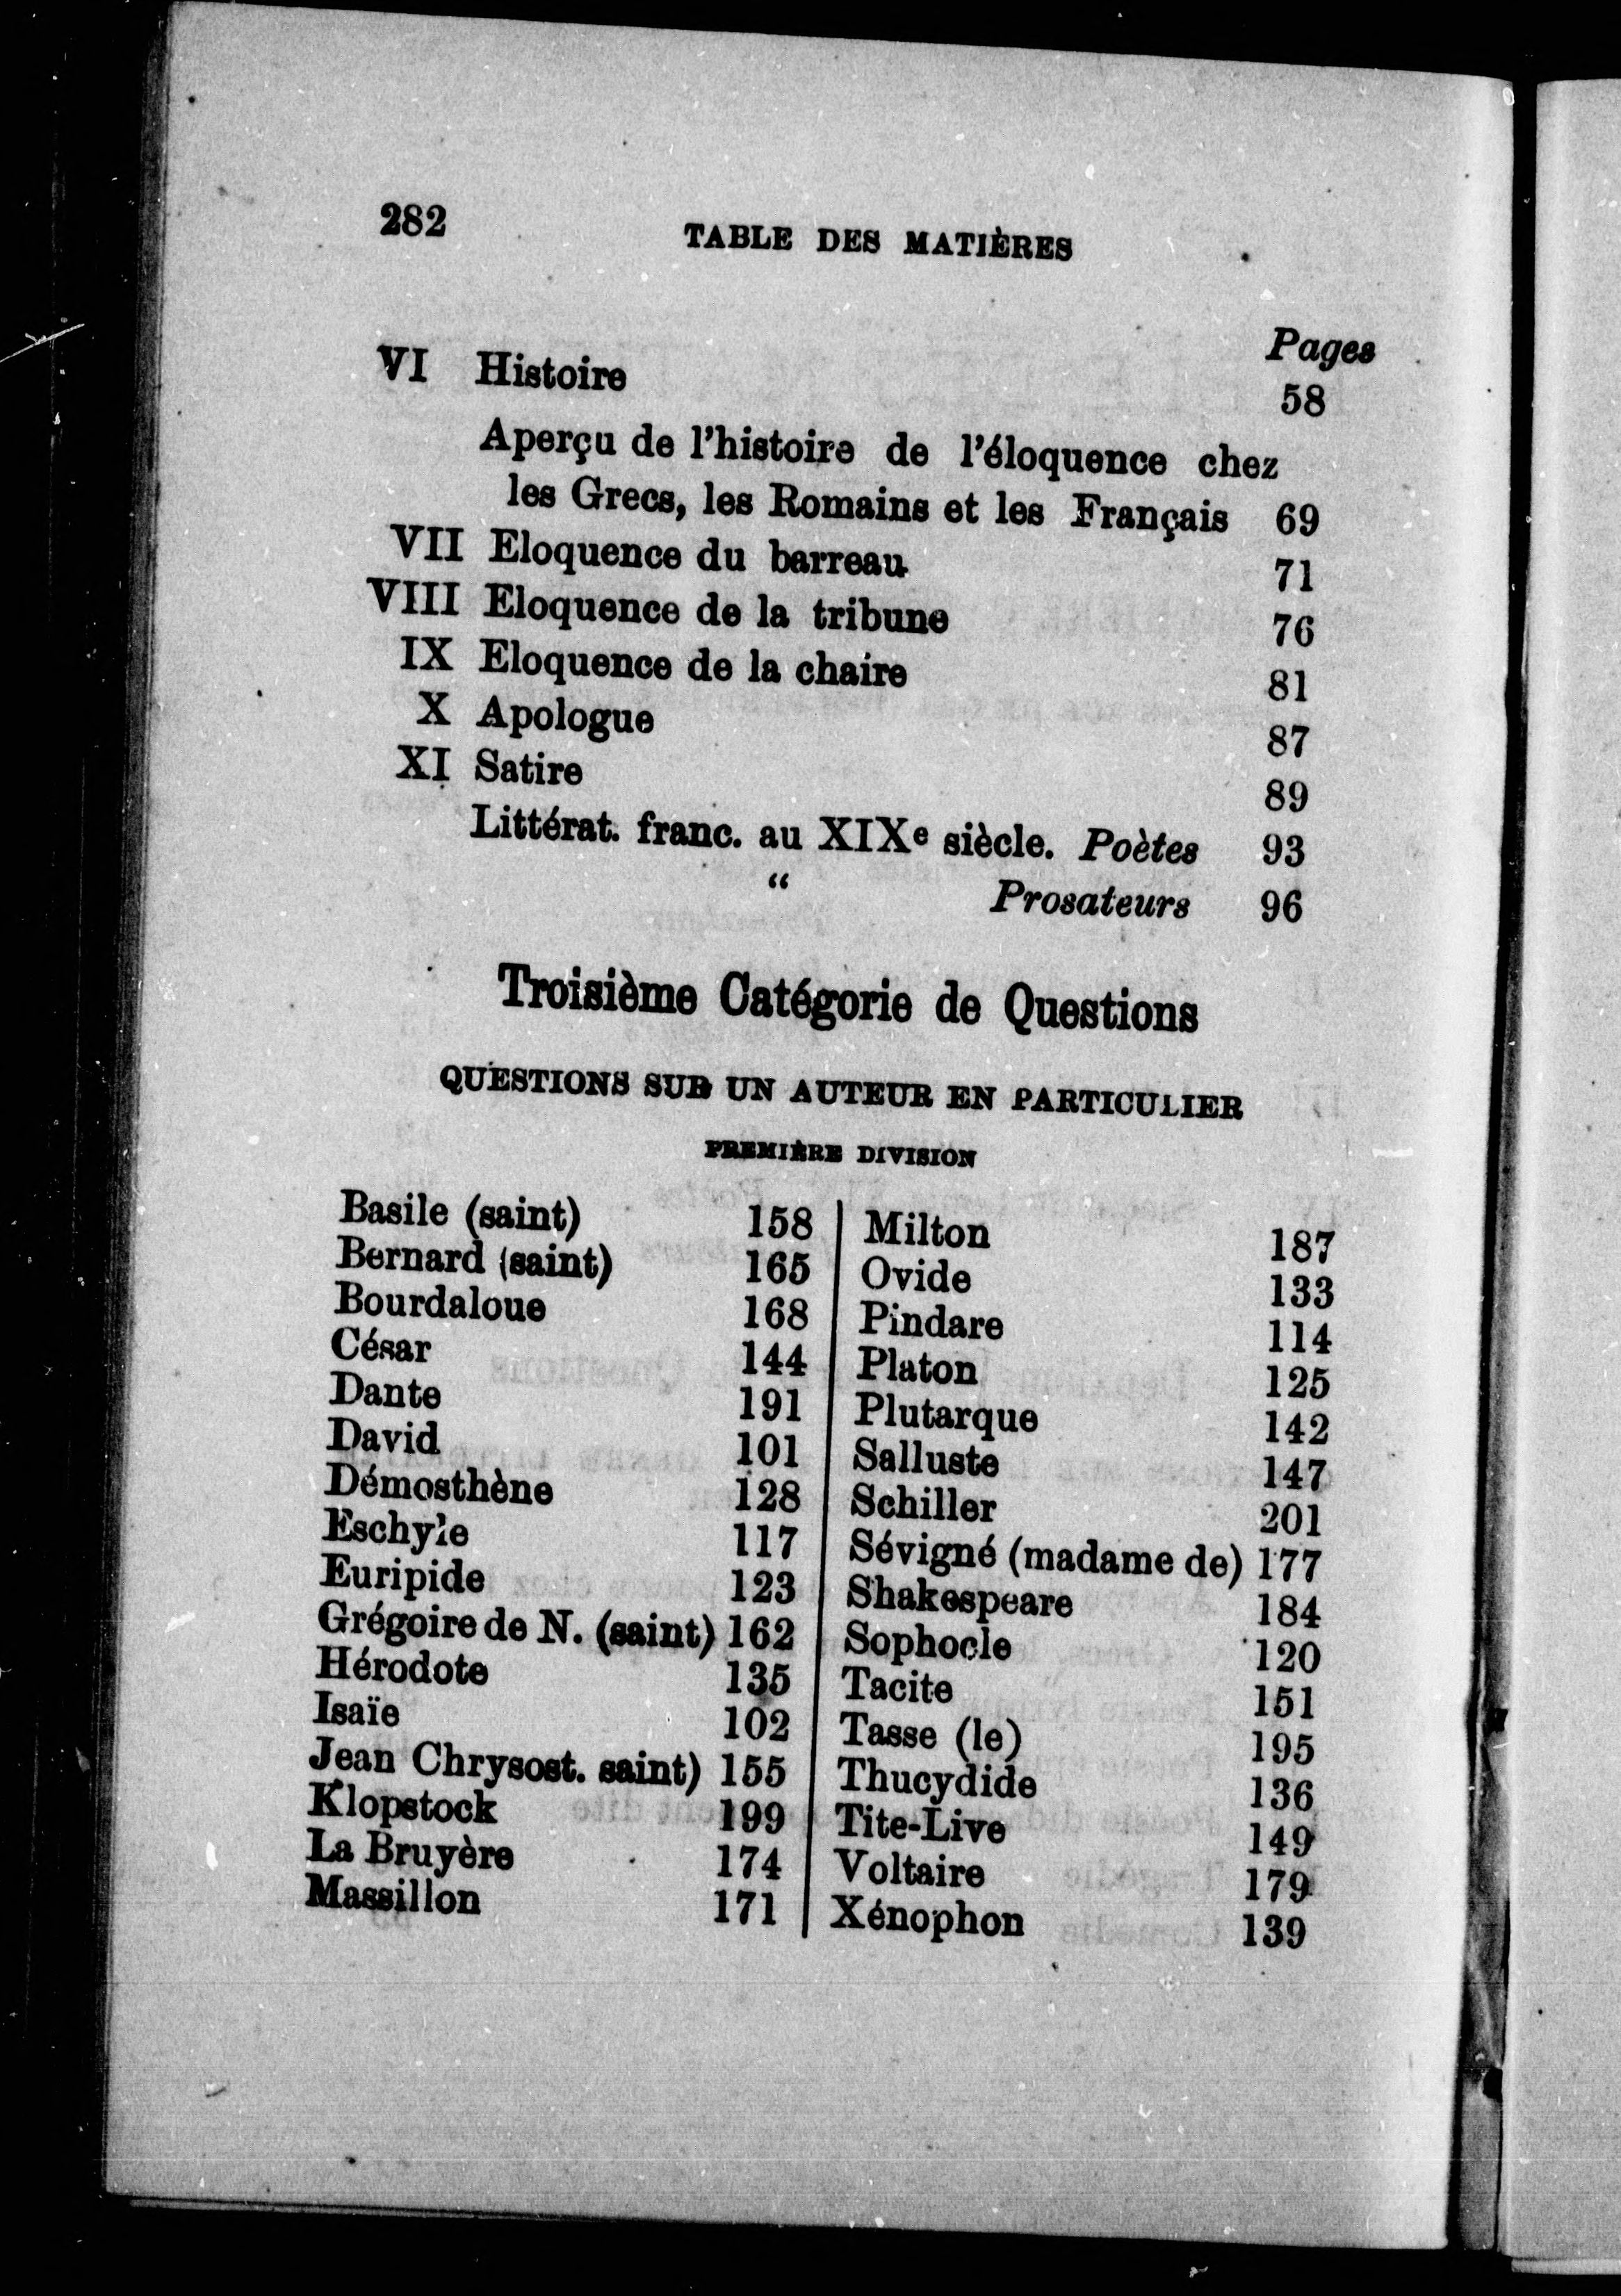 282
TABLE DES MATIÈRES
Pages
VI Histoire 58
Aperçu de l'histoire de l'éloquence chez
les Grecs, les Romains et les Français 69
VII Eloquence du barreau 71
VIII Eloquence de la tribune 76
IX Eloquence de la chaire 81
X Apologue 87
XI Satire 89
Littérat. franc. au XIXe siècle. Poètes 93
“ Prosateurs 96
Troisième Catégorie de Questions
QUESTIONS SUR UN AUTEUR EN PARTICULIER
PREMIÈRE DIVISION
Basile (saint) 158
Bernard (saint) 165
Bourdaloue 168
César 144
Dante 191
David 101
Démosthène 128
Eschyle 117
Euripide 123
Grégoire de N. (saint) 162
Hérodote 135
Isaïe 102
Jean Chrysost. saint) 155
Klopstock 199
La Bruyère 174
Massillon 171
Milton 187
Ovide 133
Pindare 114
Platon 125
Plutarque 142
Salluste 147
Schiller 201
Sévigné (madame de) 177
Shakespeare 184
Sophocle 120
Tacite 151
Tasse (le) 195
Thucydide 136
Tite-Live 149
Voltaire 179
Xénophon 139